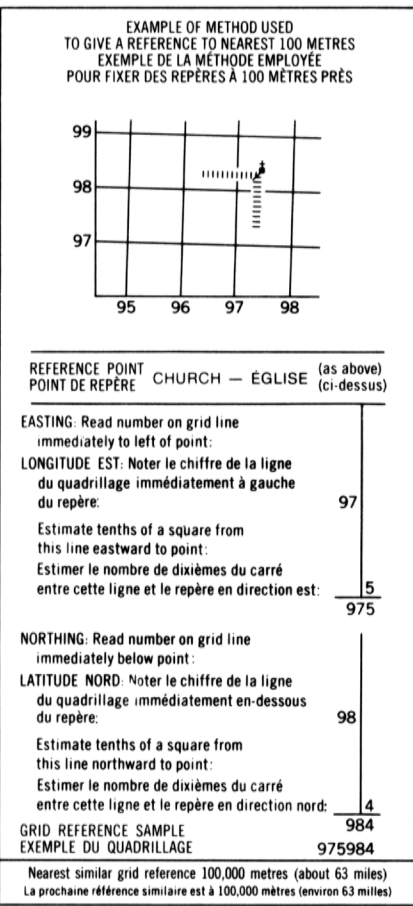 EXAMPLE OF METHOD USED
TO GIVE A REFERENCE TO NEAREST 100 METRES
EXEMPLE DE LA MÉTHODE EMPLOYÉE
POUR FIXER DES REPÈRES À 100 MÈTRES PRÈS
99
98
97
95 96 97 98
REFERENCE POINT
POINT DE REPÈRE
CHURCH — ÉGLISE
(as above)
(ci-dessus)
EASTING: Read number on grid line
immediately to left of point:
LONGITUDE EST: Noter le chiffre de la ligne
du quadrillage immédiatement à gauche
du repère: 97
Estimate tenths of a square from
this line eastward to point:
Estimer le nombre de dixièmes du carré
entre cette ligne et le repère en direction est: 5
975
NORTHING: Read number on grid line
immediately below point:
LATITUDE NORD: Noter le chiffre de la ligne
du quadrillage immédiatement en-dessous
du repère: 98
Estimate tenths of a square from
this line northward to point:
Estimer le nombre de dixièmes du carré
entre cette ligne et le repère en direction nord: 4
984
GRID REFERENCE SAMPLE
EXEMPLE DU QUADRILLAGE 975984
Nearest similar grid reference 100,000 metres (about 63 miles)
La prochaine référence similaire est à 100,000 mètres (environ 63 milles)